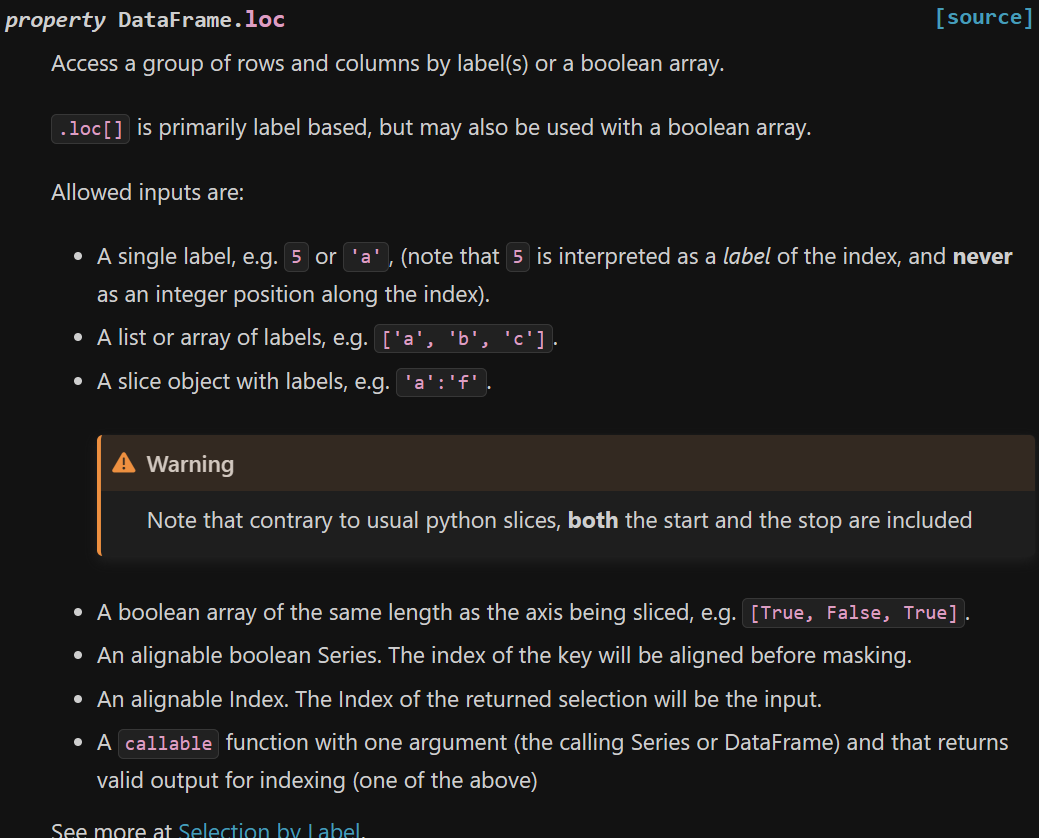 property DataFrame.loc [source]
Access a group of rows and columns by label(s) or a boolean array.
.loc[] is primarily label based, but may also be used with a boolean array.
Allowed inputs are:
• A single label, e.g. 5 or 'a', (note that 5 is interpreted as a label of the index, and never
as an integer position along the index).
• A list or array of labels, e.g. ['a', 'b', 'c'].
• A slice object with labels, e.g. 'a':'f'.
Warning
Note that contrary to usual python slices, both the start and the stop are included
• A boolean array of the same length as the axis being sliced, e.g. [True, False, True].
• An alignable boolean Series. The index of the key will be aligned before masking.
• An alignable Index. The Index of the returned selection will be the input.
• A callable function with one argument (the calling Series or DataFrame) and that returns
valid output for indexing (one of the above)
See more at Selection by Label.